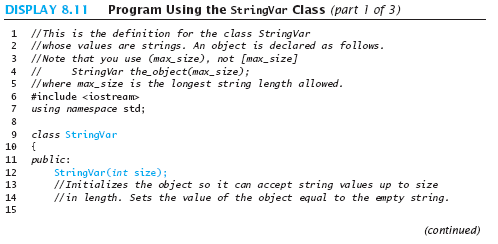 DISPLAY 8.11 Program Using the StringVar Class (part 1 of 3)
1 //This is the definition for the class StringVar
2 //whose values are strings. An object is declared as follows.
3 //Note that you use (max_size), not [max_size]
4 // StringVar the_object(max_size);
5 //where max_size is the longest string length allowed.
6 #include <iostream>
7 using namespace std;
8
9 class StringVar
10 {
11 public:
12 StringVar(int size);
13 //Initializes the object so it can accept string values up to size
14 //in length. Sets the value of the object equal to the empty string.
15
(continued)